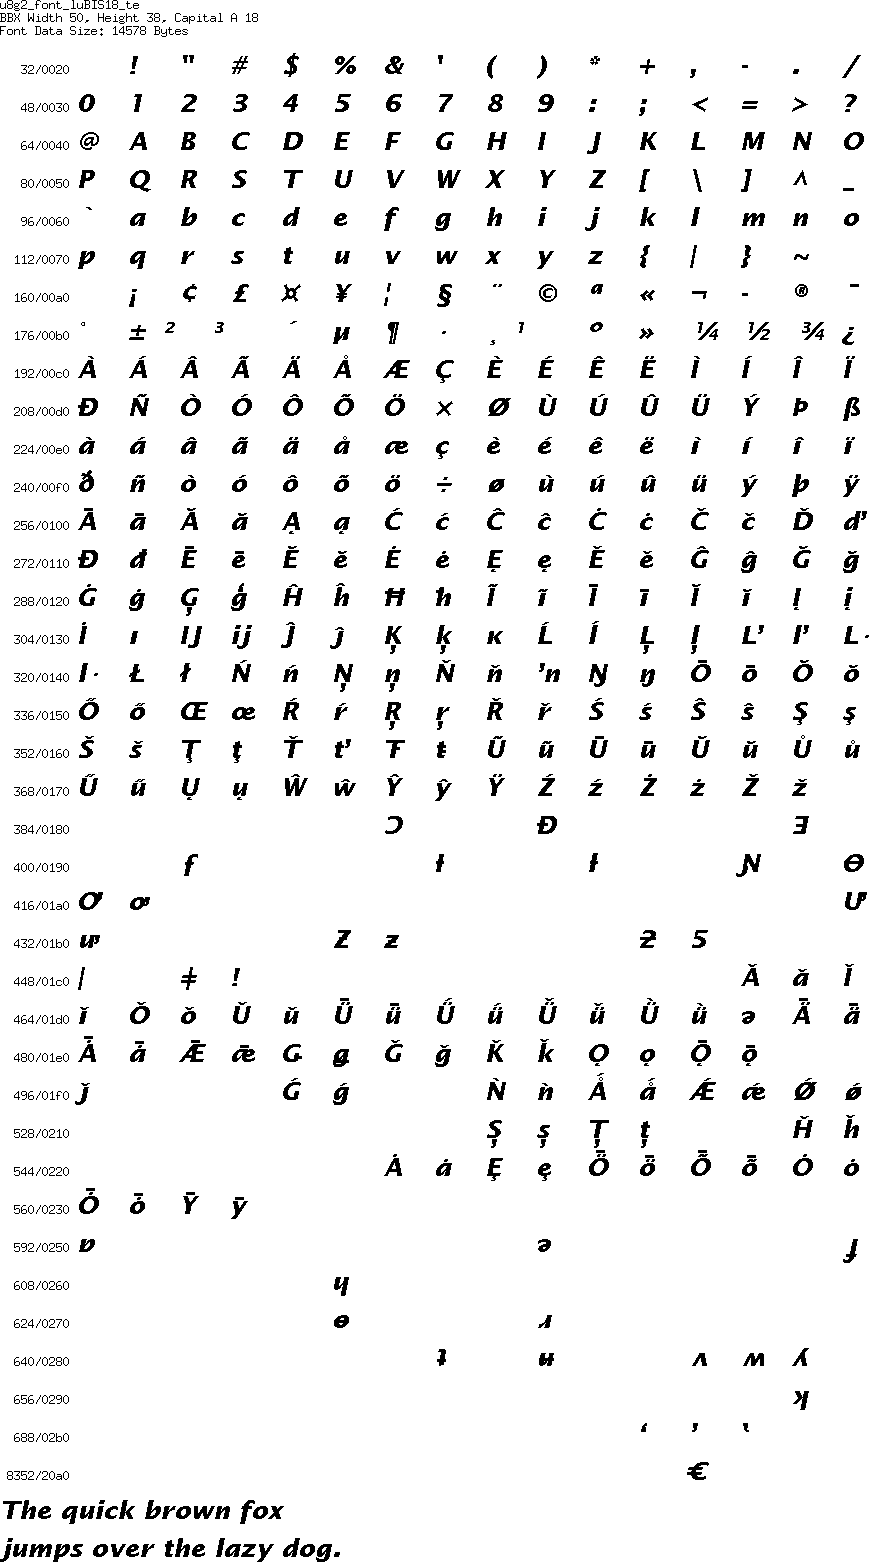 u8g2_font_luBIS18_te
BBX Width 50, Height 38, Capital A 18
Font Data Size: 14578 Bytes
32/0020 ! " # $ % & ' ( ) * + , - . /
48/0030 0 1 2 3 4 5 6 7 8 9 : ; < = > ?
64/0040 @ A B C D E F G H I J K L M N O
80/0050 P Q R S T U V W X Y Z [ \ ] ^ _
96/0060 ` a b c d e f g h i j k l m n o
112/0070 p q r s t u v w x y z { | } ~
160/00a0 ¡ ¢ £ ¤ ¥ ¦ § ¨ © ª « ¬ - ® ¯
176/00b0 ° ± ² ³ ´ µ ¶ · ¸ ¹ º » ¼ ½ ¾ ¿
192/00c0 À Á Â Ã Ä Å Æ Ç È É Ê Ë Ì Í Î Ï
208/00d0 Ð Ñ Ò Ó Ô Õ Ö × Ø Ù Ú Û Ü Ý Þ ß
224/00e0 à á â ã ä å æ ç è é ê ë ì í î ï
240/00f0 ð ñ ò ó ô õ ö ÷ ø ù ú û ü ý þ ÿ
256/0100 Ā ā Ă ă Ą ą Ć ć Ĉ ĉ Ċ ċ Č č Ď ď
272/0110 Đ đ Ē ē Ĕ ĕ Ė ė Ę ę Ě ě Ĝ ĝ Ğ ğ
288/0120 Ġ ġ Ģ ģ Ĥ ĥ Ħ ħ Ĩ ĩ Ī ī Ĭ ĭ Į į
304/0130 İ ı Ĳ ĳ Ĵ ĵ Ķ ķ ĸ Ĺ ĺ Ļ ļ Ľ ľ Ŀ
320/0140 ŀ Ł ł Ń ń Ņ ņ Ň ň ŉ Ŋ ŋ Ō ō Ŏ ŏ
336/0150 Ő ő Œ œ Ŕ ŕ Ŗ ŗ Ř ř Ś ś Ŝ ŝ Ş ş
352/0160 Š š Ţ ţ Ť ť Ŧ ŧ Ũ ũ Ū ū Ŭ ŭ Ů ů
368/0170 Ű ű Ų ų Ŵ ŵ Ŷ ŷ Ÿ Ź ź Ż ż Ž ž
384/0180 Ɔ Ɖ Ǝ
400/0190 ƒ Ɨ ƚ Ɲ Ɵ
416/01a0 Ơ ơ Ư
432/01b0 ư Ƶ ƶ ƻ Ƽ
448/01c0 ǀ ǂ ǃ Ǎ ǎ Ǐ
464/01d0 ǐ Ǒ ǒ Ǔ ǔ Ǖ ǖ Ǘ ǘ Ǚ ǚ Ǜ ǜ ǝ Ǟ ǟ
480/01e0 Ǡ ǡ Ǣ ǣ Ǥ ǥ Ǧ ǧ Ǩ ǩ Ǫ ǫ Ǭ ǭ
496/01f0 ǰ Ǵ ǵ Ǹ ǹ Ǻ ǻ Ǽ ǽ Ǿ ǿ
528/0210 Ș ș Ț ț Ȟ ȟ
544/0220 Ȧ ȧ Ȩ ȩ Ȫ ȫ Ȭ ȭ Ȯ ȯ
560/0230 Ȱ ȱ Ȳ ȳ
592/0250 ɐ ə ɟ
608/0260 ɥ
624/0270 ɵ ɹ
640/0280 ʇ ʉ ʌ ʍ ʎ
656/0290 ʞ
688/02b0 ʻ ʼ ʽ
8352/20a0 €
The quick brown fox
jumps over the lazy dog.